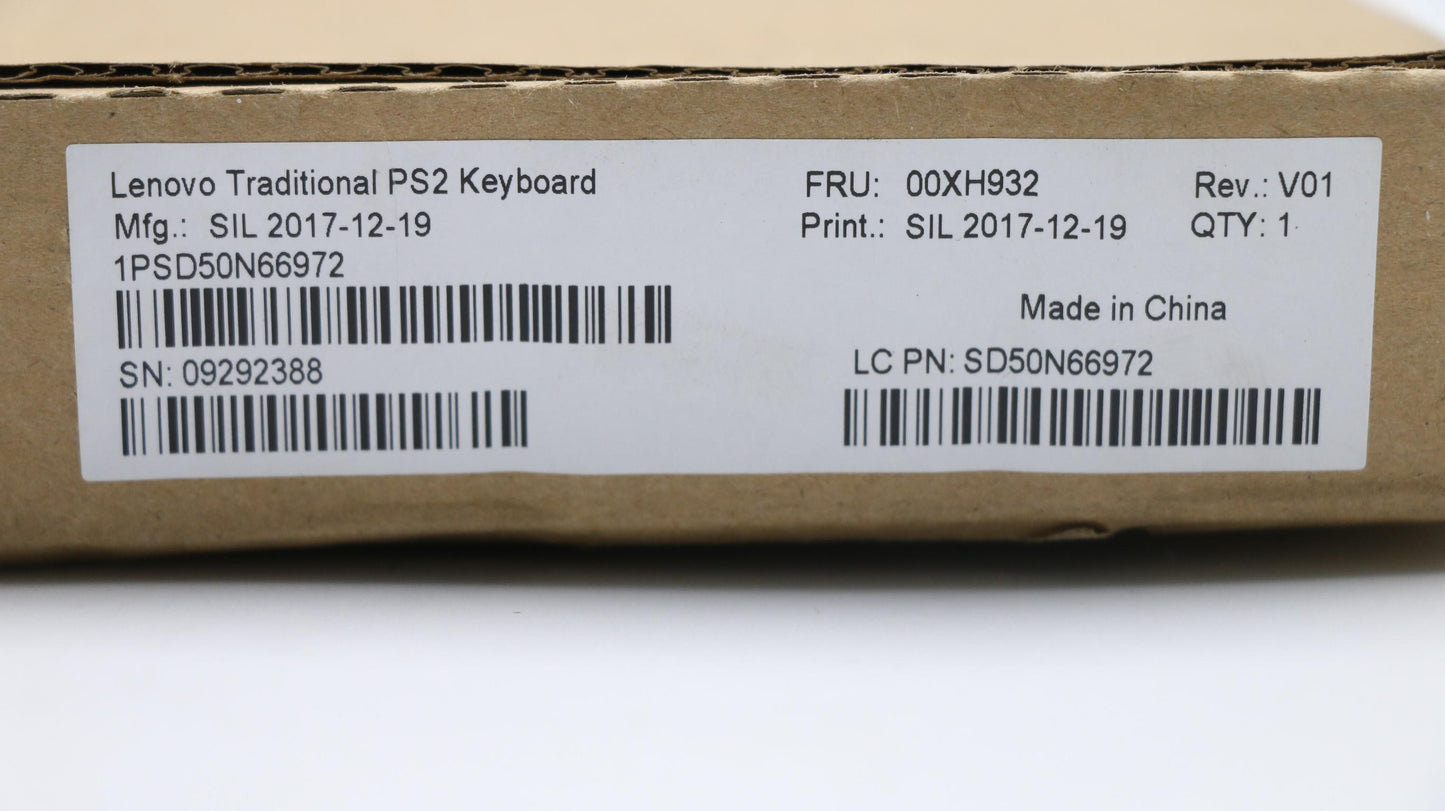 Lenovo Traditional PS2 Keyboard
Mfg.: SIL 2017-12-19
1PSD50N66972
SN: 09292388
FRU: 00XH932 Rev.: V01
Print.: SIL 2017-12-19 QTY: 1
Made in China
LC PN: SD50N66972